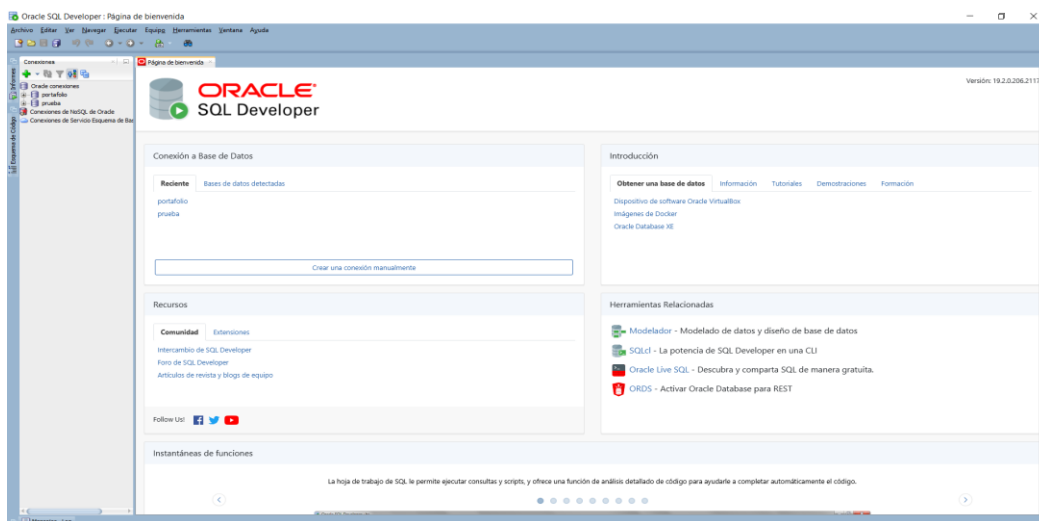 Oracle SQL Developer : Página de bienvenida
Archivo Editar Ver Navegar Ejecutar Equipo Herramientas Ventana Ayuda
Conexiones
Página de bienvenida
Oracle conexiones
portafolio
prueba
Conexiones de NoSQL de Oracle
Conexiones de Servicio Esquema de Bas
Informes
Esquema de Código
ORACLE
SQL Developer
Versión: 19.2.0.206.2117
Conexión a Base de Datos
Reciente Bases de datos detectadas
portafolio
prueba
Crear una conexión manualmente
Introducción
Obtener una base de datos Información Tutoriales Demostraciones Formación
Dispositivo de software Oracle VirtualBox
Imágenes de Docker
Oracle Database XE
Recursos
Comunidad Extensiones
Intercambio de SQL Developer
Foro de SQL Developer
Artículos de revista y blogs de equipo
Follow Us!
Herramientas Relacionadas
Modelador - Modelado de datos y diseño de base de datos
SQLcl - La potencia de SQL Developer en una CLI
Oracle Live SQL - Descubra y comparta SQL de manera gratuita.
ORDS - Activar Oracle Database para REST
Instantáneas de funciones
La hoja de trabajo de SQL le permite ejecutar consultas y scripts, y ofrece una función de análisis detallado de código para ayudarle a completar automáticamente el código.